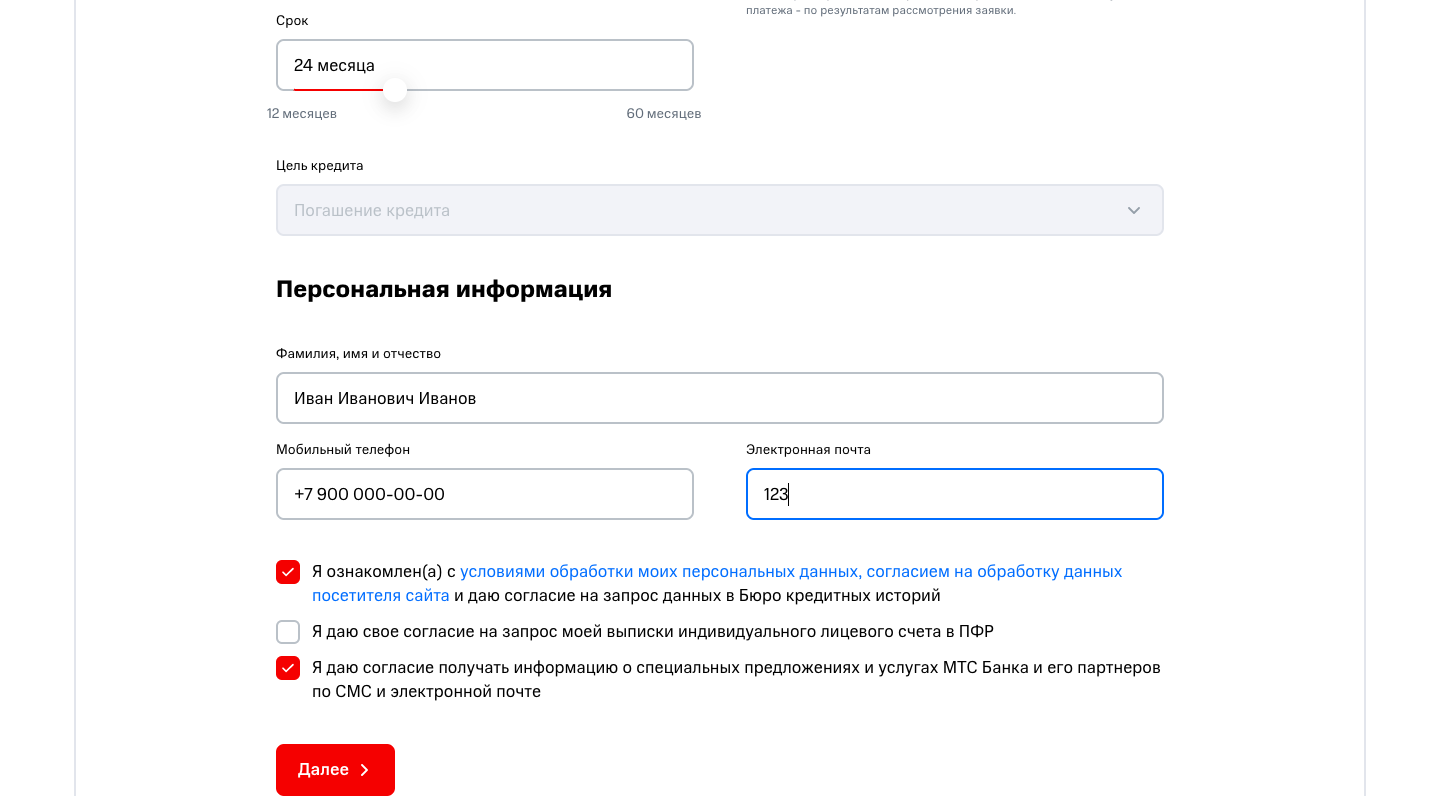 платежа - по результатам рассмотрения заявки.
Срок
24 месяца
12 месяцев
60 месяцев
Цель кредита
Погашение кредита
Персональная информация
Фамилия, имя и отчество
Иван Иванович Иванов
Мобильный телефон
Электронная почта
+7 900 000-00-00
123
Я ознакомлен(а) с условиями обработки моих персональных данных, согласием на обработку данных
посетителя сайта и даю согласие на запрос данных в Бюро кредитных историй
Я даю свое согласие на запрос моей выписки индивидуального лицевого счета в ПФР
Я даю согласие получать информацию о специальных предложениях и услугах МТС Банка и его партнеров
по СМС и электронной почте
Далее